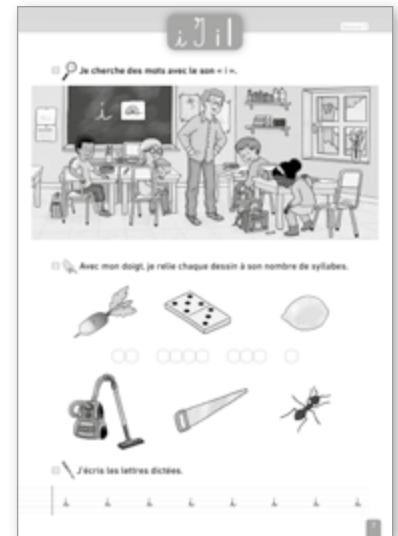 i J i I
Je cherche des mots avec le son « i ».
i
Avec mon doigt, je relie chaque dessin à son nombre de syllabes.
J'écris les lettres dictées.
i i i i i i i i